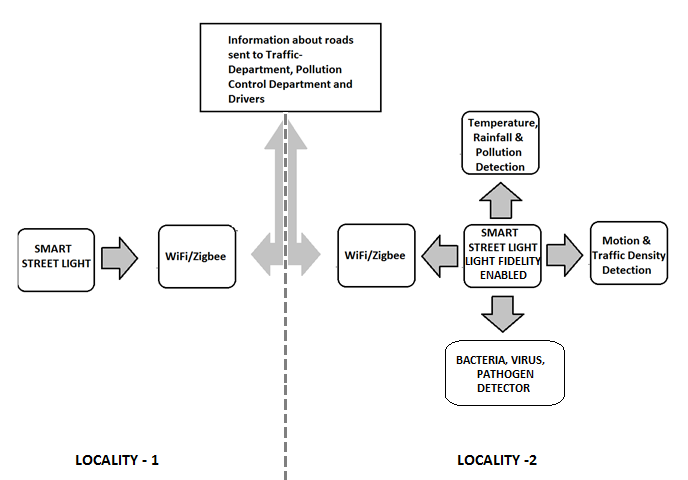 Information about roads
sent to Traffic-
Department, Pollution
Control Department and
Drivers
Temperature,
Rainfall &
Pollution
Detection
SMART
STREET LIGHT
WiFi/Zigbee
WiFi/Zigbee
SMART
STREET LIGHT
LIGHT FIDELITY
ENABLED
Motion &
Traffic Density
Detection
BACTERIA, VIRUS,
PATHOGEN
DETECTOR
LOCALITY - 1
LOCALITY -2